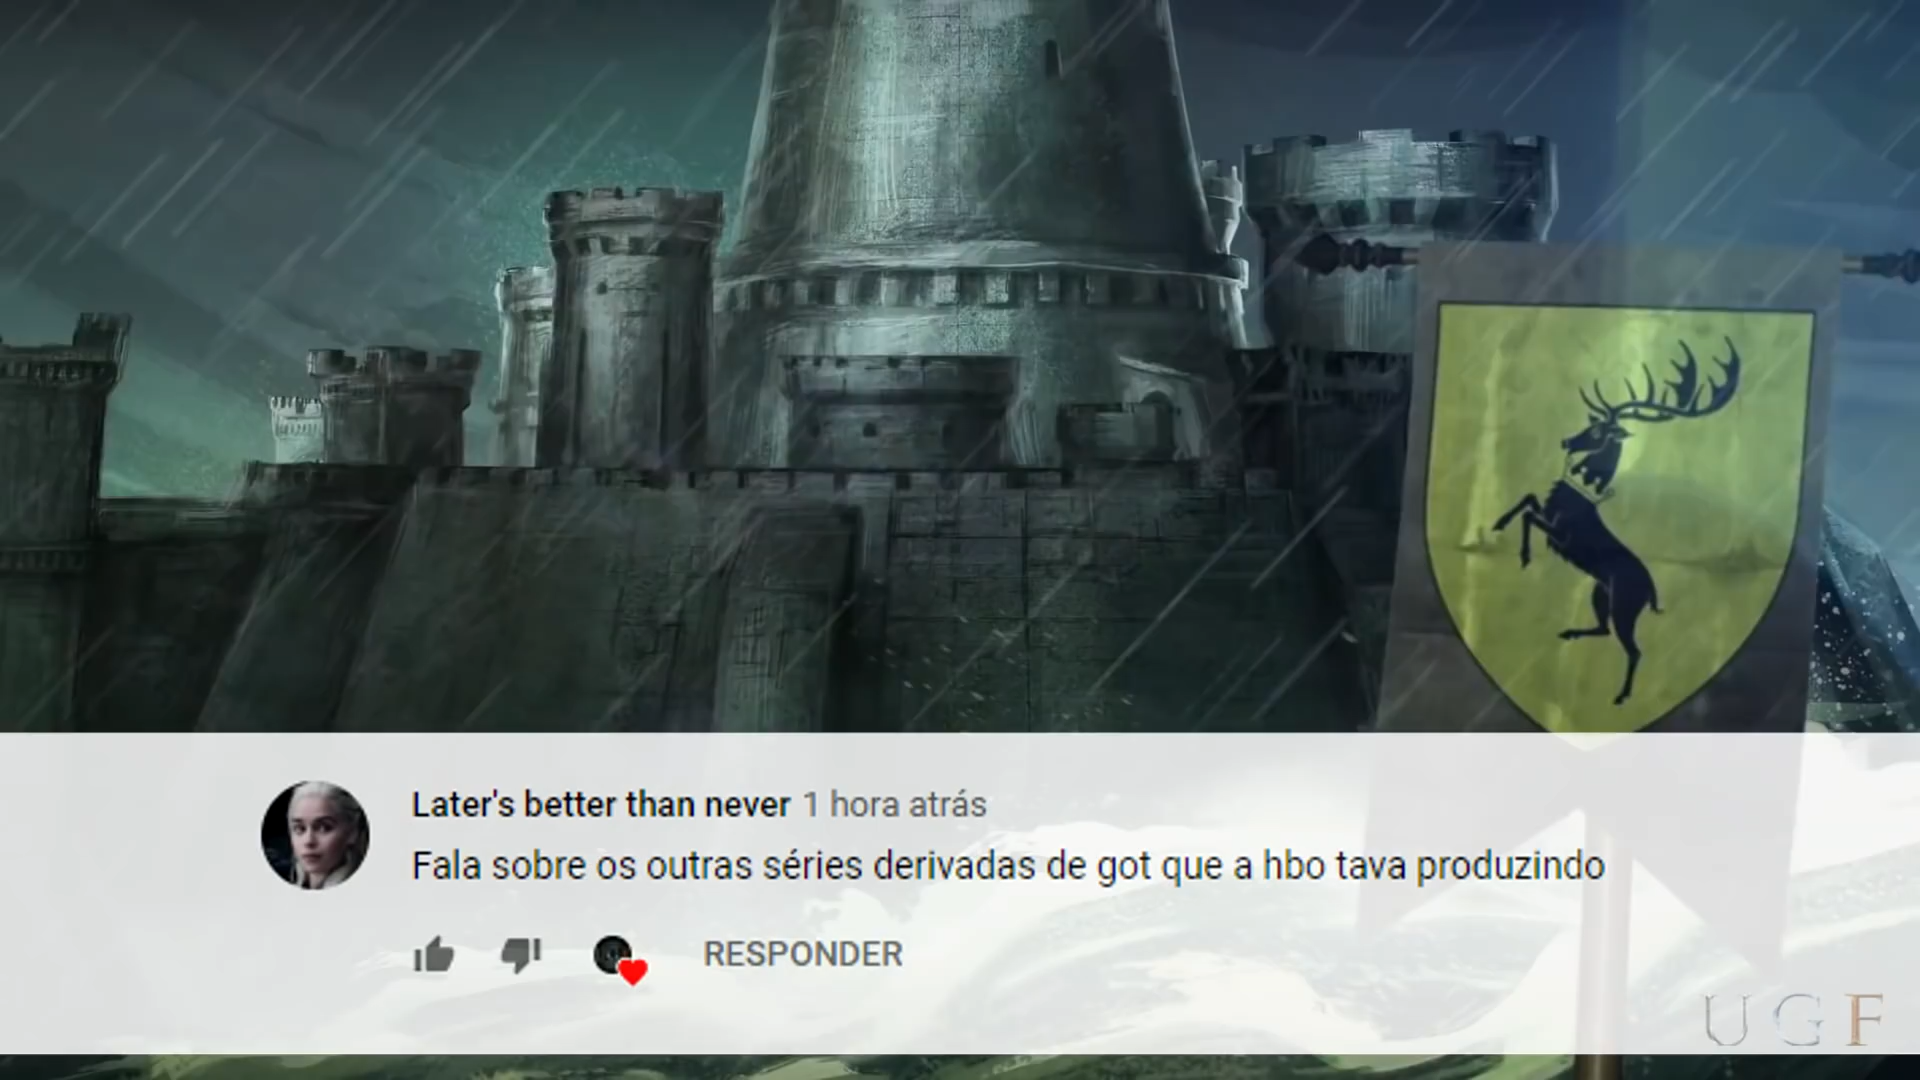 Later's better than never 1 hora atrás
Fala sobre os outras séries derivadas de got que a hbo tava produzindo
RESPONDER
UGF